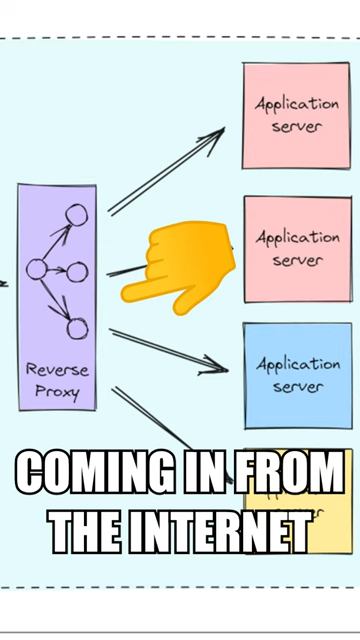 Application
server
Application
server
Application
server
Reverse
Proxy
COMING IN FROM
THE INTERNET